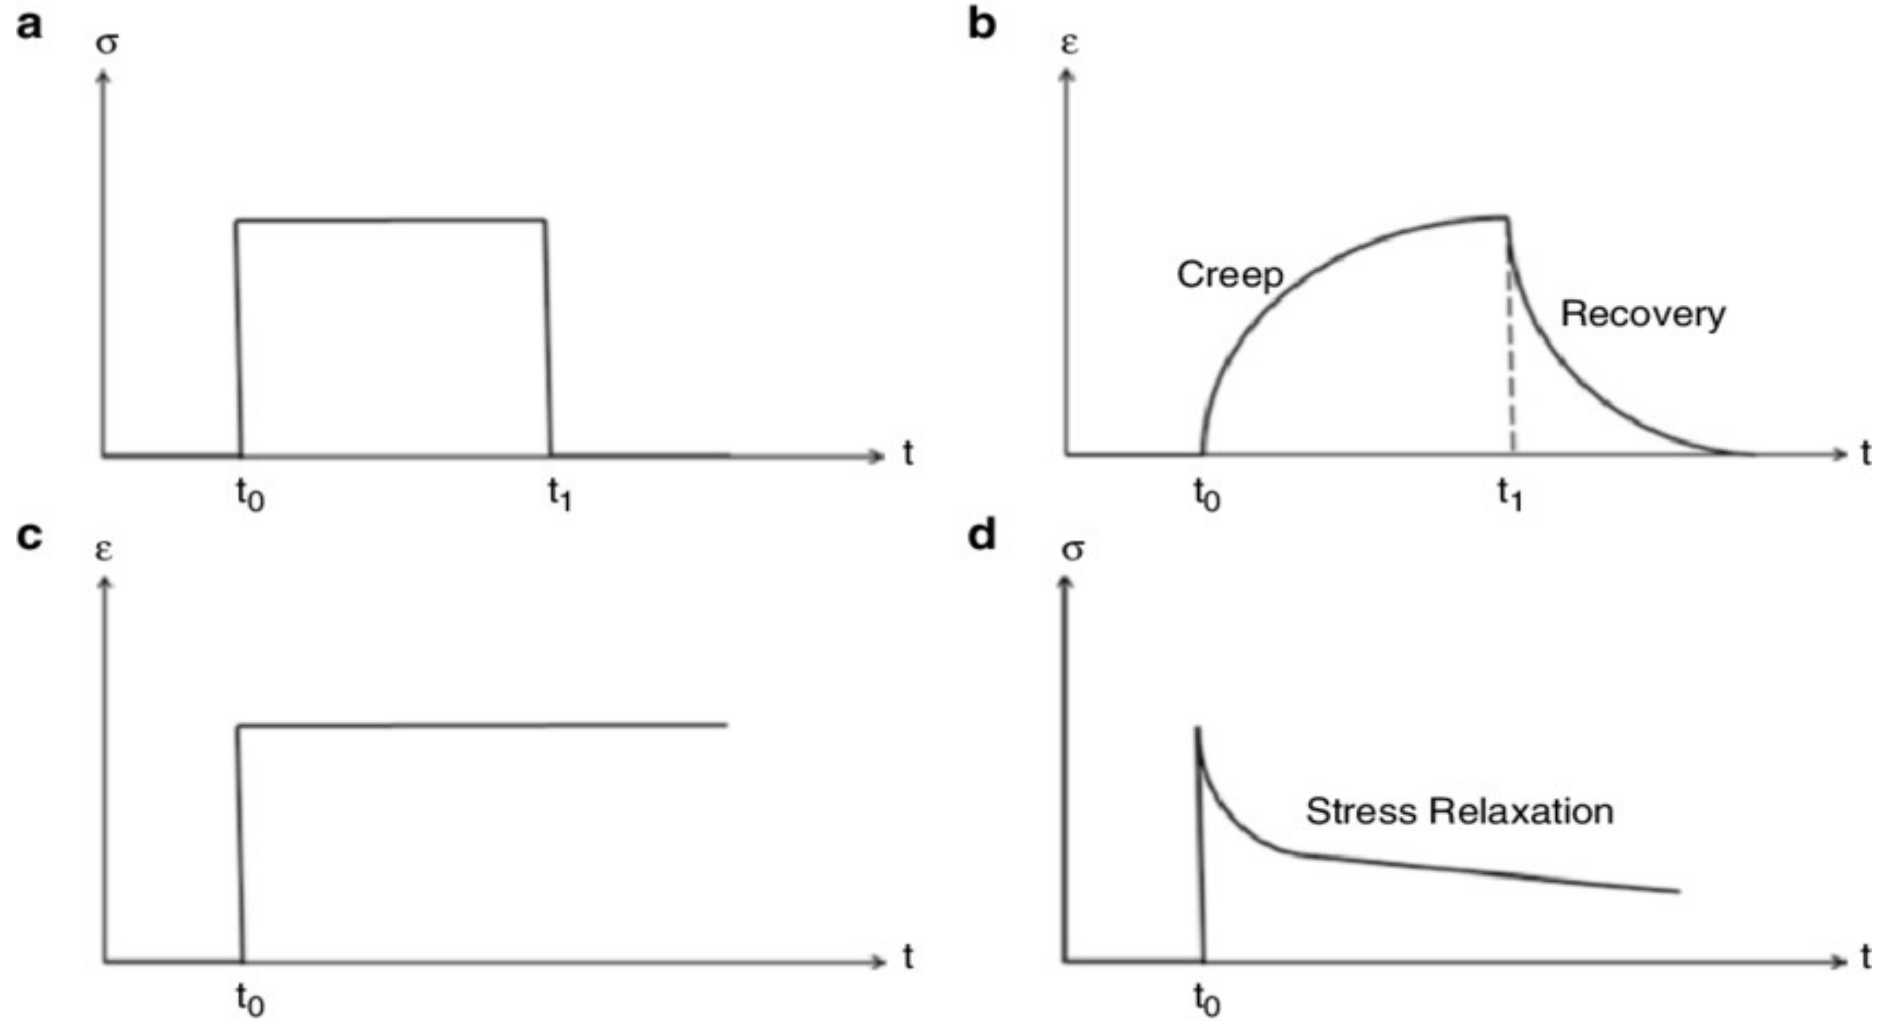 a
σ
t
t₀
t₁
b
ε
Creep
Recovery
t
t₀
t₁
c
ε
t
t₀
d
σ
Stress Relaxation
t
t₀